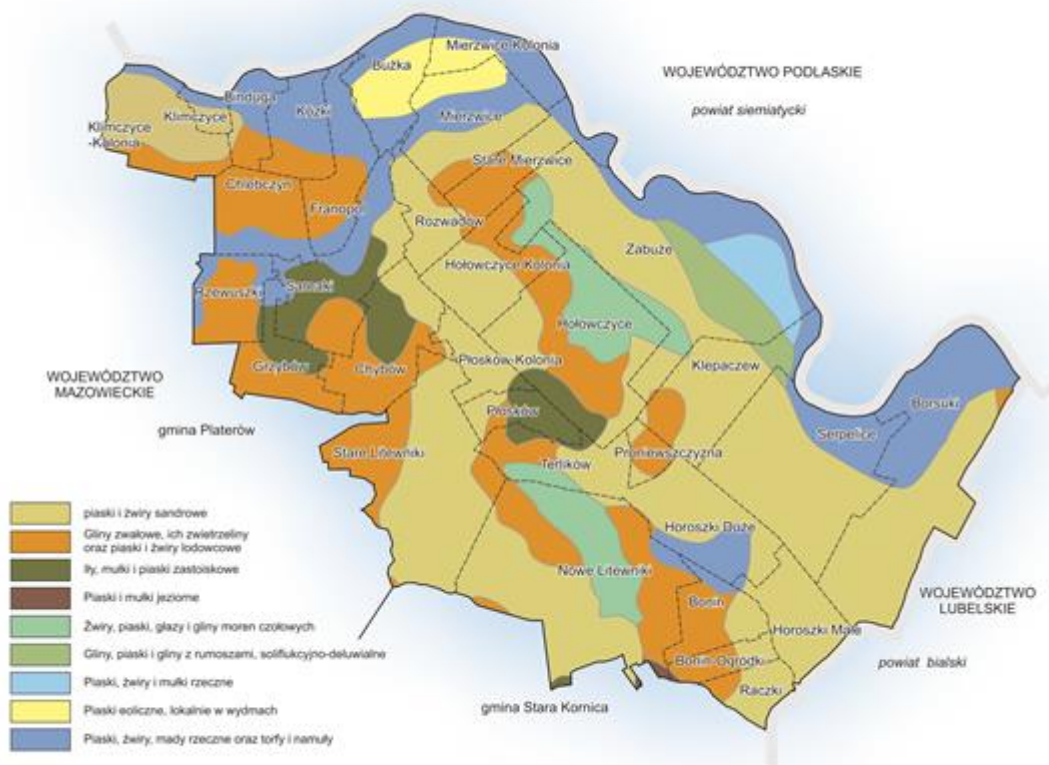 Mierzwice Kolonia
Bużka
WOJEWÓDZTWO PODLASKIE
powiat siemiatycki
Binduga
Kózki
Klimczyce
Mierzwice
Klimczyce
-Kolonia
Stare Mierzwice
Chlebczyn
Franopol
Rozwadów
Zabuże
Hołowczyce-Kolonia
Rzewuszki
Sarnaki
Hołowczyce
Płosków-Kolonia
Klepaczew
Grzybów
Chybów
WOJEWÓDZTWO
MAZOWIECKIE
gmina Platerów
Płosków
Borsuki
Serpelice
Stare Litewniki
Terlików
Proniewszczyzna
piaski i żwiry sandrowe
Gliny zwałowe, ich zwietrzeliny
oraz piaski i żwiry lodowcowe
Horoszki Duże
Iły, mułki i piaski zastoiskowe
Nowe Litewniki
Piaski i mułki jeziorne
Bonin
WOJEWÓDZTWO
LUBELSKIE
Żwiry, piaski, głazy i gliny moren czołowych
Horoszki Małe
Gliny, piaski i gliny z rumoszami, soliflukcyjno-deluwialne
Bonin-Ogródki
powiat bialski
Piaski, żwiry i mułki rzeczne
Raczki
gmina Stara Kornica
Piaski eoliczne, lokalnie w wydmach
Piaski, żwiry, mady rzeczne oraz torfy i namuły